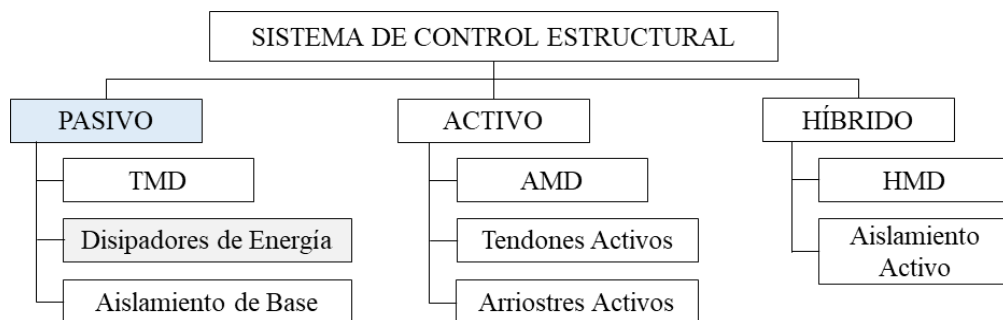 SISTEMA DE CONTROL ESTRUCTURAL
PASIVO
TMD
Disipadores de Energía
Aislamiento de Base
ACTIVO
AMD
Tendones Activos
Arriostres Activos
HÍBRIDO
HMD
Aislamiento
Activo